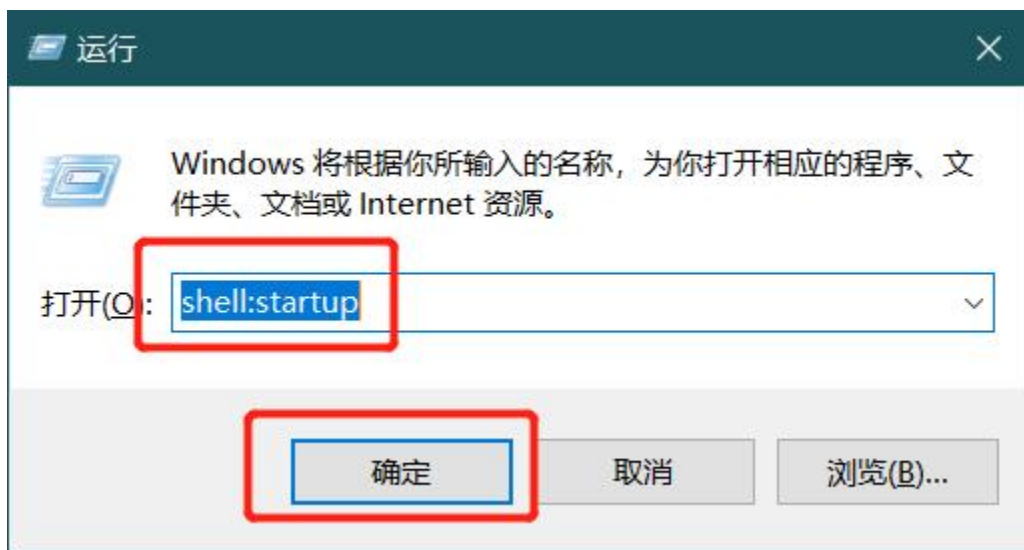 运行
Windows 将根据你所输入的名称，为你打开相应的程序、文
件夹、文档或 Internet 资源。
打开(O): shell:startup
确定 取消 浏览(B)...